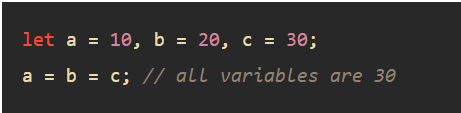 let a = 10, b = 20, c = 30;
a = b = c; // all variables are 30